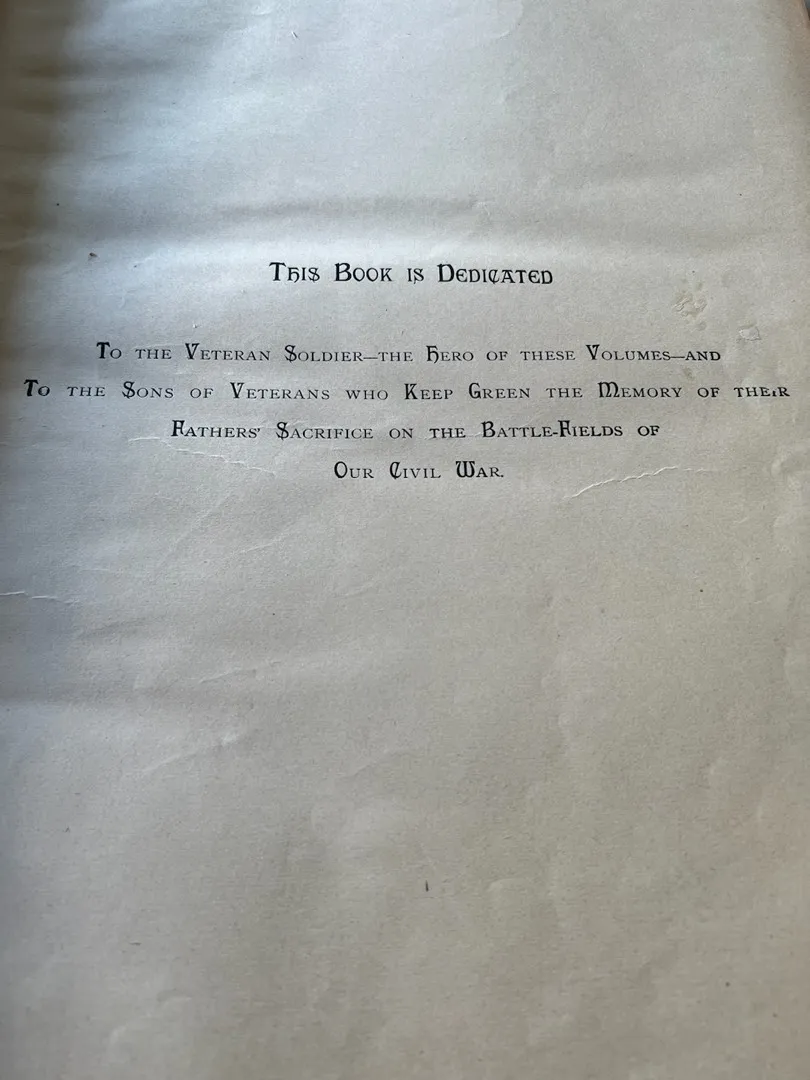 This Book is Dedicated
To the Veteran Soldier—the Hero of these Volumes—and
To the Sons of Veterans who Keep Green the Memory of their
Fathers' Sacrifice on the Battle-Fields of
Our Civil War.